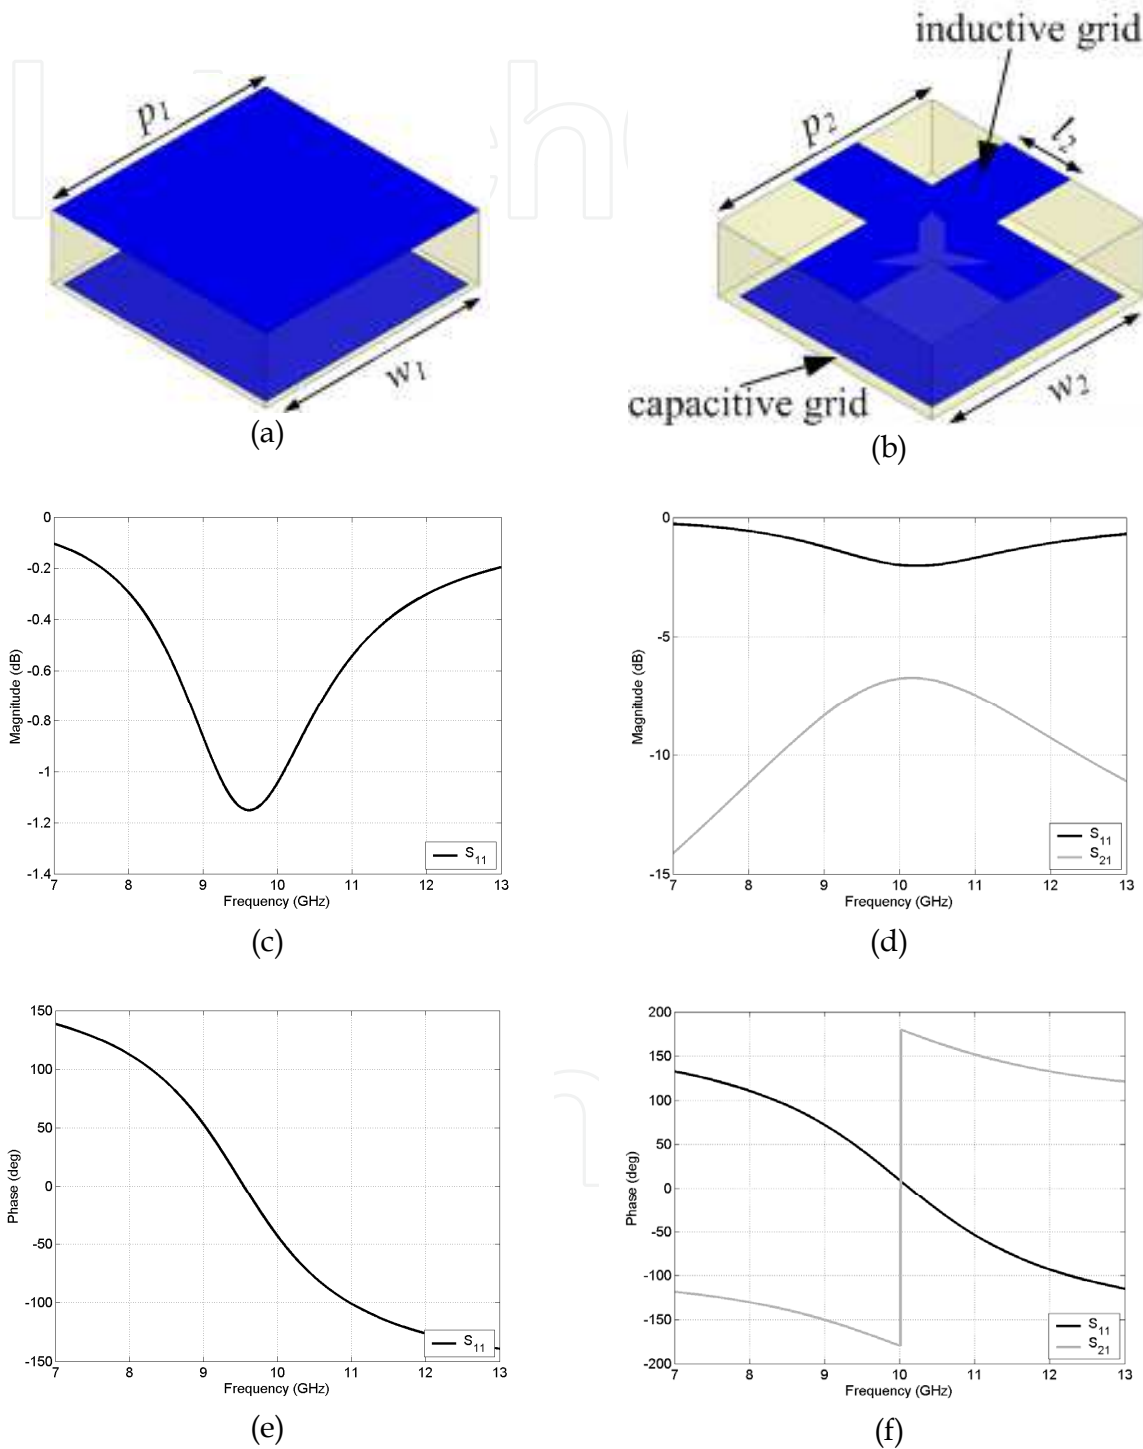 inductive grid
p1
p2
l2
w1
w2
capacitive grid
(a)
(b)
0
-0.2
-0.4
-0.6
-0.8
-1
-1.2
-1.4
Magnitude (dB)
S11
7 8 9 10 11 12 13
Frequency (GHz)
(c)
0
-5
-10
-15
Magnitude (dB)
S11
S21
7 8 9 10 11 12 13
Frequency (GHz)
(d)
150
100
50
0
-50
-100
-150
Phase (deg)
S11
7 8 9 10 11 12 13
Frequency (GHz)
(e)
200
150
100
50
0
-50
-100
-150
-200
Phase (deg)
S11
S21
7 8 9 10 11 12 13
Frequency (GHz)
(f)